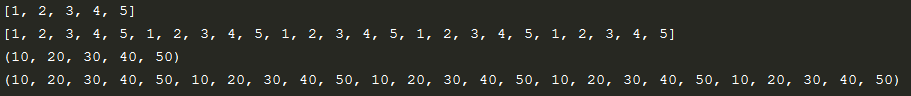 [1, 2, 3, 4, 5]
[1, 2, 3, 4, 5, 1, 2, 3, 4, 5, 1, 2, 3, 4, 5, 1, 2, 3, 4, 5, 1, 2, 3, 4, 5]
(10, 20, 30, 40, 50)
(10, 20, 30, 40, 50, 10, 20, 30, 40, 50, 10, 20, 30, 40, 50, 10, 20, 30, 40, 50, 10, 20, 30, 40, 50)